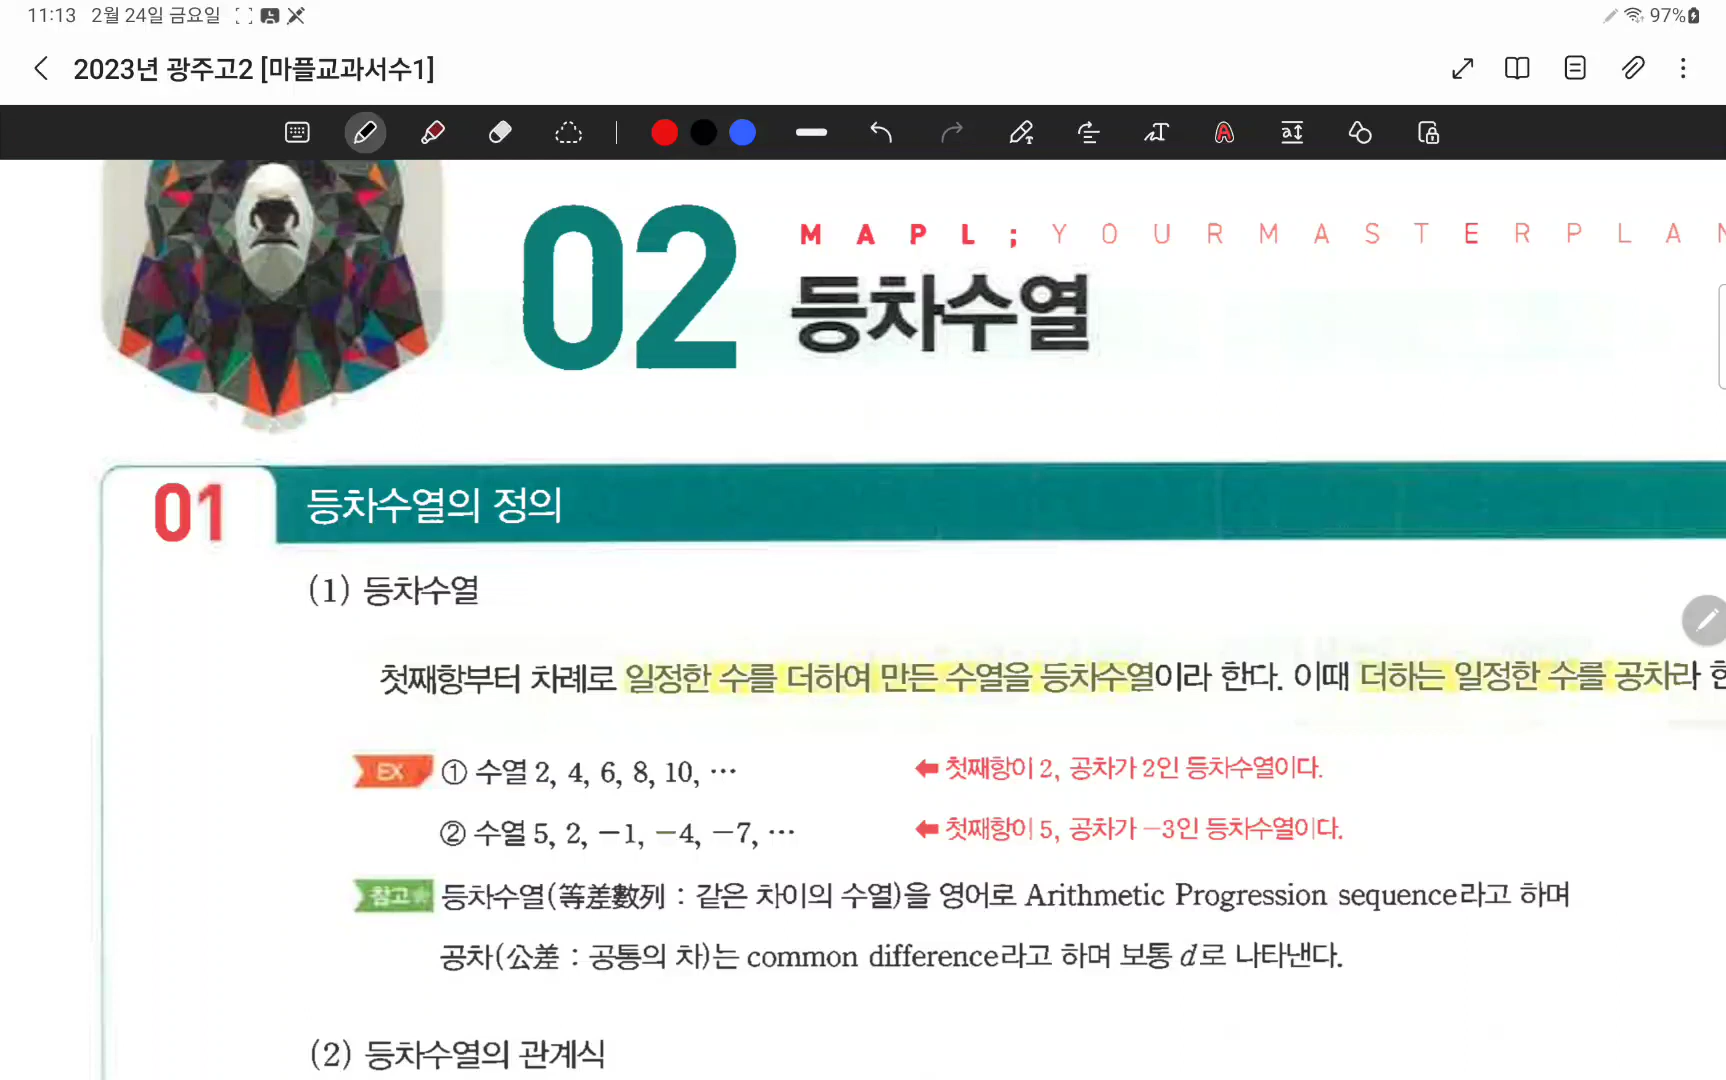 11:13 2월 24일 금요일
97%
2023년 광주고2 [마플교과서수1]
02
MAPL;YOURMASTERPLAN
등차수열
01
등차수열의 정의
(1) 등차수열
첫째항부터 차례로 일정한 수를 더하여 만든 수열을 등차수열이라 한다. 이때 더하는 일정한 수를 공차라
EX ① 수열 2, 4, 6, 8, 10, ⋯ ⬅ 첫째항이 2, 공차가 2인 등차수열이다.
② 수열 5, 2, −1, −4, −7, ⋯ ⬅ 첫째항이 5, 공차가 −3인 등차수열이다.
참고 등차수열(等差數列 : 같은 차이의 수열)을 영어로 Arithmetic Progression sequence라고 하며
공차(公差 : 공통의 차)는 common difference라고 하며 보통 d로 나타낸다.
(2) 등차수열의 관계식